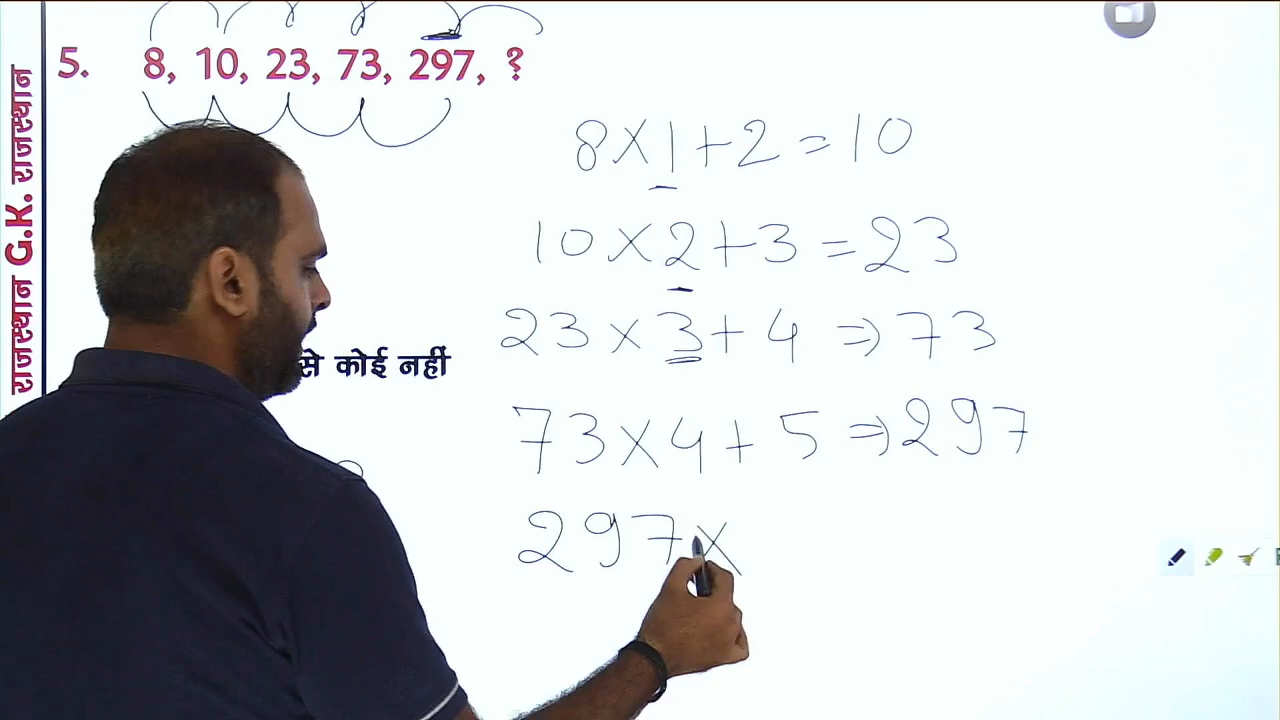 राजस्थान G.K. राजस्थान
5. 8, 10, 23, 73, 297, ?
8×1+2=10
10×2+3=23
23×3+4⇒73
से कोई नहीं
73×4+5⇒297
297×